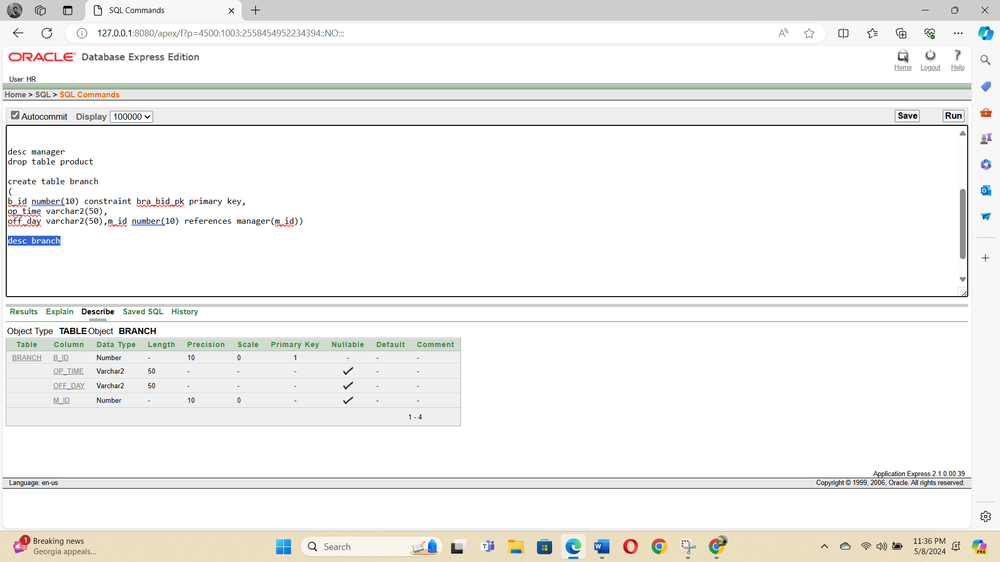 SQL Commands
127.0.0.1:8080/apex/f?p=4500:1003:2558454952234394::NO:::
ORACLE Database Express Edition
Home Logout Help
User: HR
Home > SQL > SQL Commands
Autocommit Display 100000 Save Run
desc manager
drop table product
create table branch
(
b_id number(10) constraint bra_bid_pk primary key,
op_time varchar2(50),
off_day varchar2(50),m_id number(10) references manager(m_id))
desc branch
Results Explain Describe Saved SQL History
Object Type TABLE Object BRANCH
Table Column Data Type Length Precision Scale Primary Key Nullable Default Comment
BRANCH B_ID Number - 10 0 1 - - -
OP_TIME Varchar2 50 - - - - -
OFF_DAY Varchar2 50 - - - - -
M_ID Number - 10 0 - - -
1 - 4
Application Express 2.1.0.00.39
Language: en-us Copyright © 1999, 2006, Oracle. All rights reserved.
1 Breaking news
Georgia appeals...
Search
11:36 PM
5/8/2024
PRE